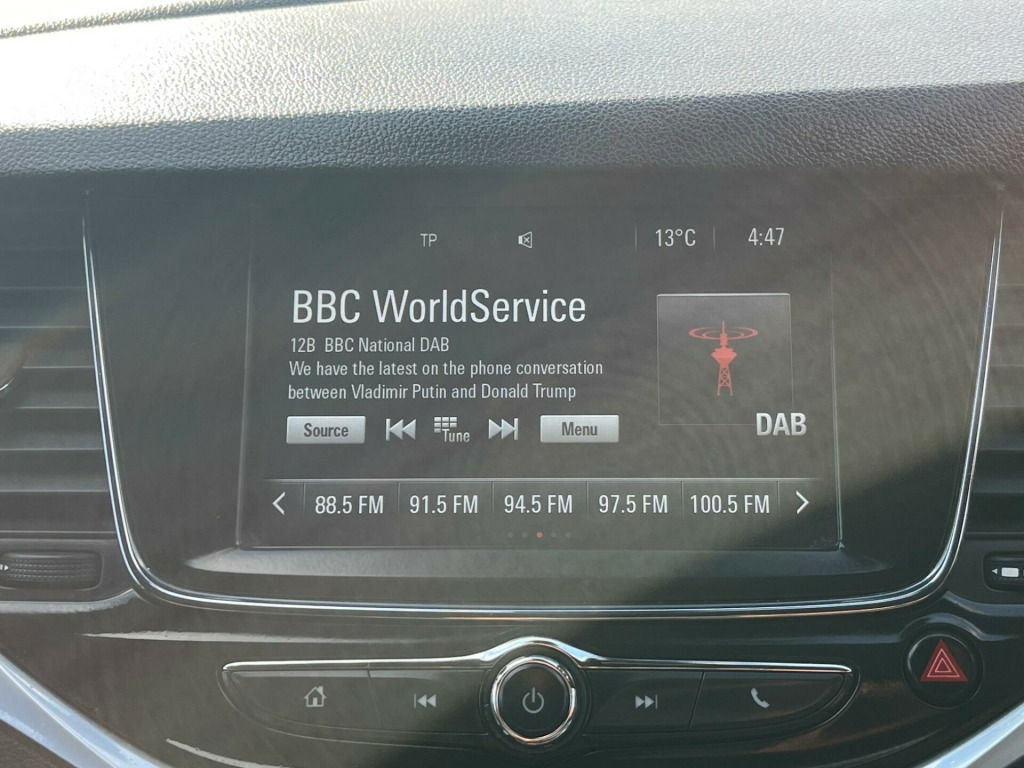 TP 13°C 4:47
BBC WorldService
12B BBC National DAB
We have the latest on the phone conversation
between Vladimir Putin and Donald Trump
DAB
Source Tune Menu
88.5 FM 91.5 FM 94.5 FM 97.5 FM 100.5 FM